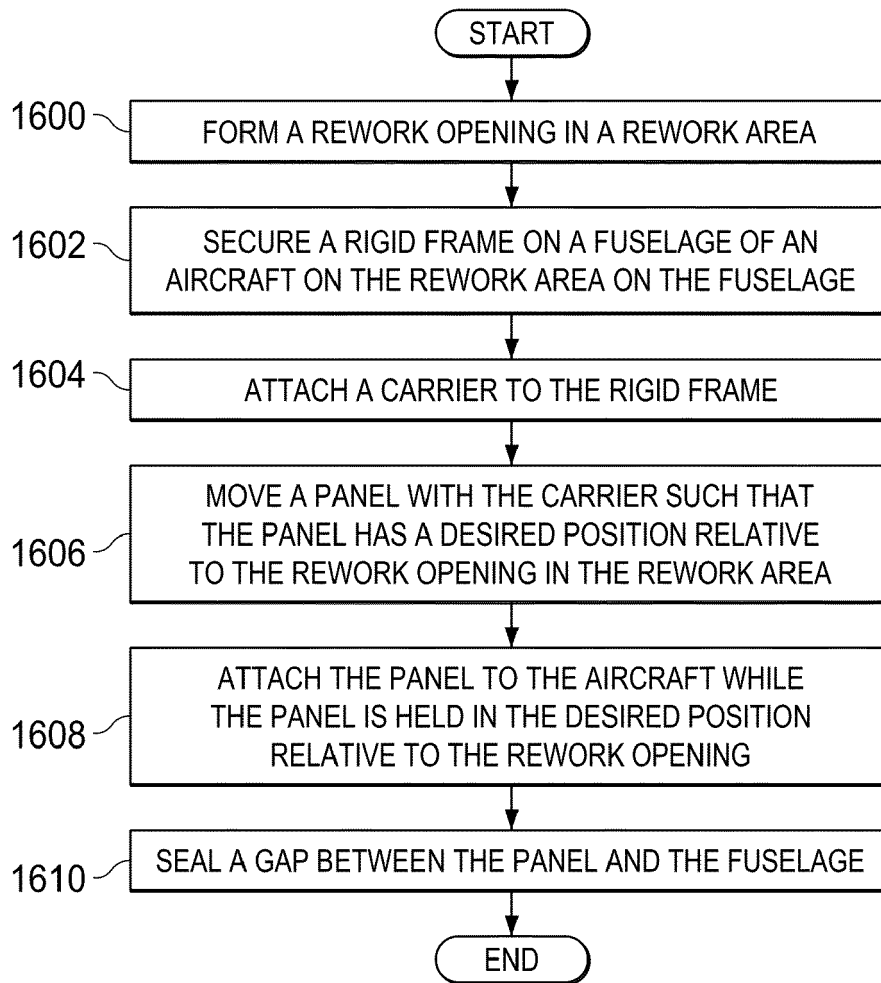 START
1600
FORM A REWORK OPENING IN A REWORK AREA
1602
SECURE A RIGID FRAME ON A FUSELAGE OF AN
AIRCRAFT ON THE REWORK AREA ON THE FUSELAGE
1604
ATTACH A CARRIER TO THE RIGID FRAME
1606
MOVE A PANEL WITH THE CARRIER SUCH THAT
THE PANEL HAS A DESIRED POSITION RELATIVE
TO THE REWORK OPENING IN THE REWORK AREA
1608
ATTACH THE PANEL TO THE AIRCRAFT WHILE
THE PANEL IS HELD IN THE DESIRED POSITION
RELATIVE TO THE REWORK OPENING
1610
SEAL A GAP BETWEEN THE PANEL AND THE FUSELAGE
END